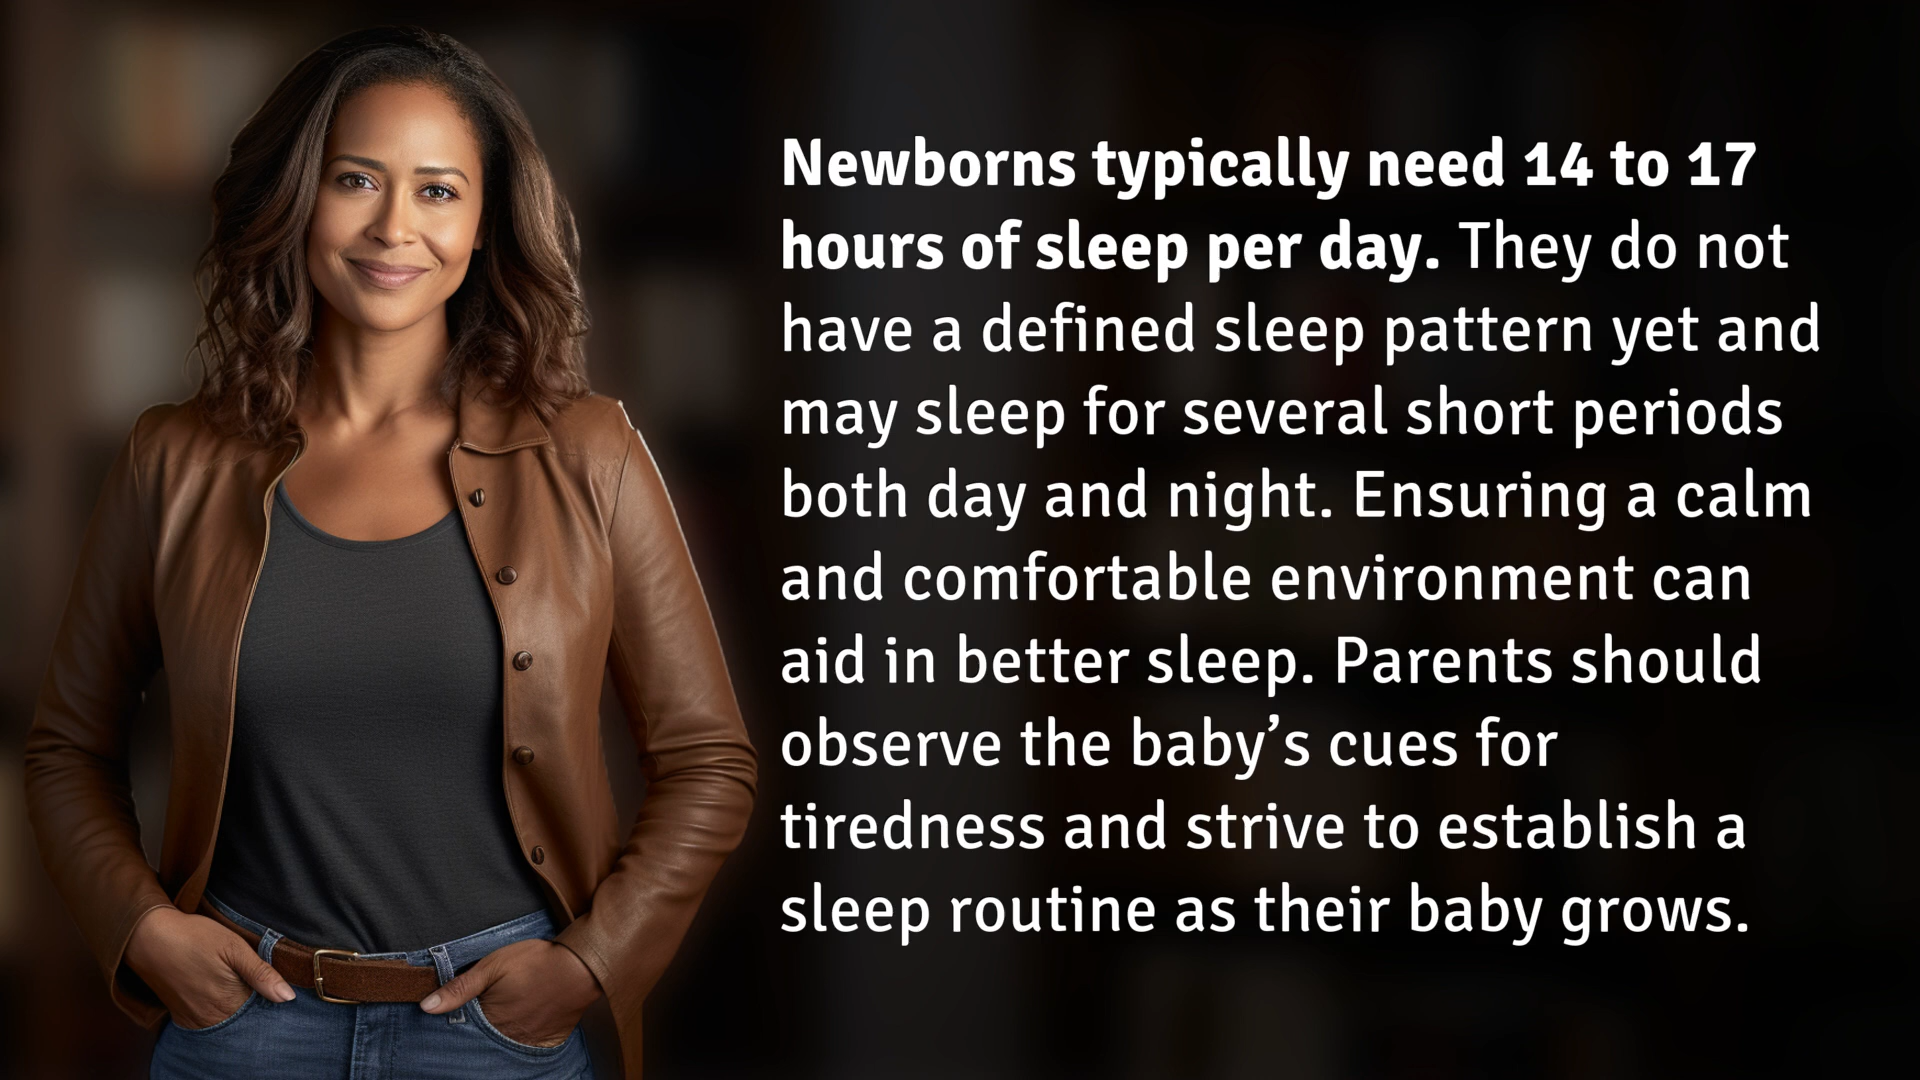 Newborns typically need 14 to 17
hours of sleep per day. They do not
have a defined sleep pattern yet and
may sleep for several short periods
both day and night. Ensuring a calm
and comfortable environment can
aid in better sleep. Parents should
observe the baby’s cues for
tiredness and strive to establish a
sleep routine as their baby grows.